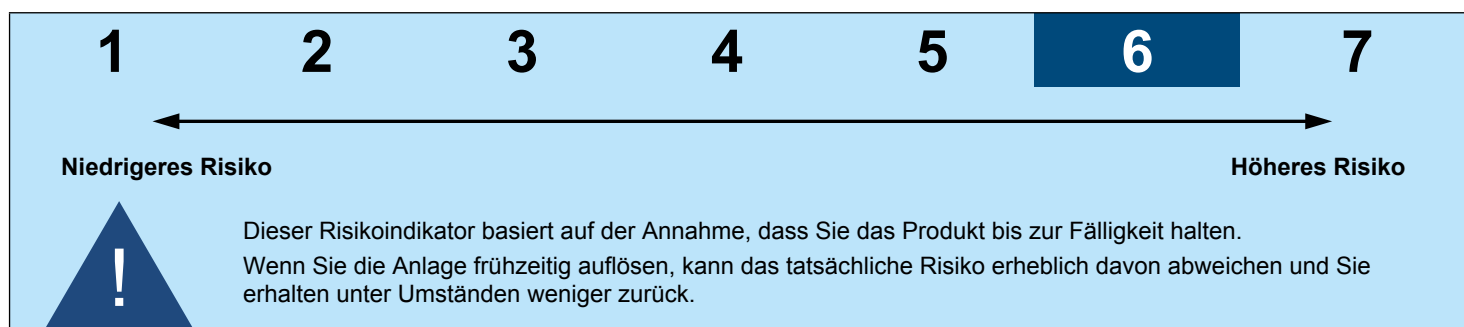 1 2 3 4 5 6 7
Niedrigeres Risiko Höheres Risiko
!
Dieser Risikoindikator basiert auf der Annahme, dass Sie das Produkt bis zur Fälligkeit halten.
Wenn Sie die Anlage frühzeitig auflösen, kann das tatsächliche Risiko erheblich davon abweichen und Sie
erhalten unter Umständen weniger zurück.